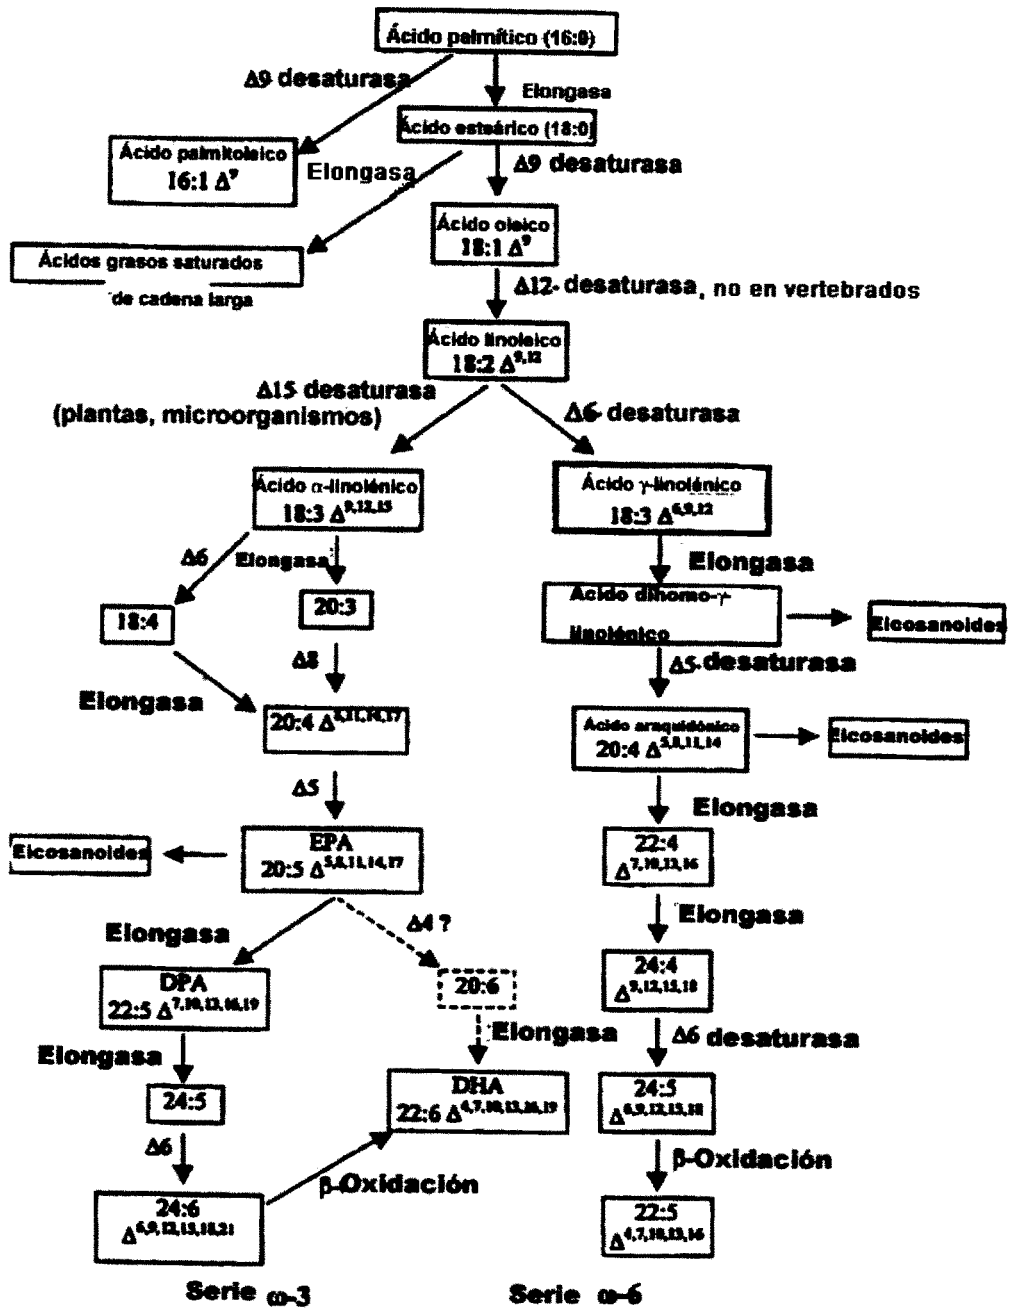 Ácido palmítico (16:0)
Δ9 desaturasa
Elongasa
Ácido esteárico (18:0)
Ácido palmitoleico
16:1 Δ9
Elongasa
Δ9 desaturasa
Ácido oleico
18:1 Δ9
Ácidos grasos saturados
de cadena larga
Δ12- desaturasa, no en vertebrados
Ácido linoleico
18:2 Δ9,12
Δ15- desaturasa
(plantas, microorganismos)
Δ6- desaturasa
Ácido α-linolénico
18:3 Δ9,12,15
Ácido γ-linolénico
18:3 Δ6,9,12
Δ6
Elongasa
Elongasa
18:4
20:3
Ácido dihomo-γ
linolénico
Eicosanoides
Δ8
Δ5-desaturasa
Elongasa
20:4 Δ8,11,14,17
Ácido araquidónico
20:4 Δ5,8,11,14
Eicosanoides
Δ5
Elongasa
Eicosanoides
EPA
20:5 Δ5,8,11,14,17
22:4
Δ7,10,13,16
Elongasa
Δ4 ?
Elongasa
DPA
22:5 Δ7,10,13,16,19
20:6
24:4
Δ9,12,15,18
Elongasa
Elongasa
Δ6 desaturasa
24:5
DHA
22:6 Δ4,7,10,13,16,19
24:5
Δ6,9,12,15,18
Δ6
β-Oxidación
β-Oxidación
24:6
Δ6,9,12,15,18,21
22:5
Δ4,7,10,13,16
Serie ω-3
Serie ω-6